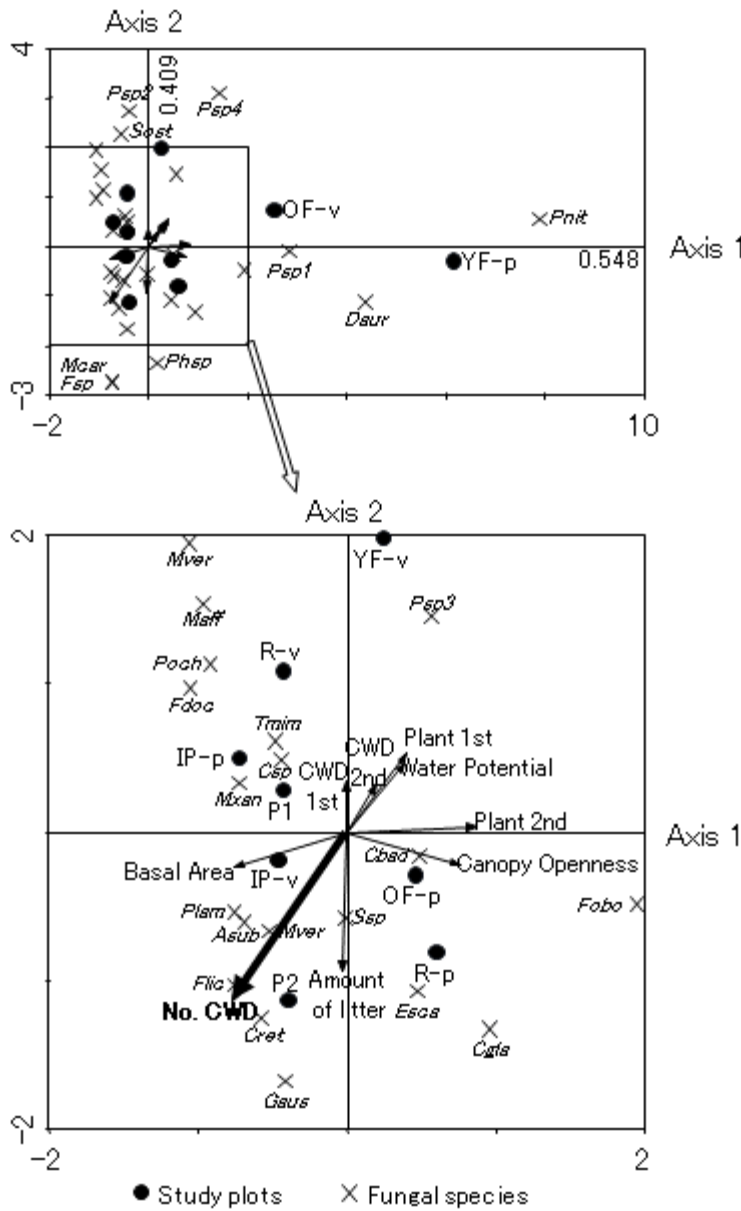 Axis 2
4
0.409
Psp2
Psp4
Sost
OF-v
Pnit
Axis 1
Psp1
YF-p
0.548
Daur
Mcar
Phsp
Fsp
-3
-2
10
Axis 2
2
YF-v
Mver
Psp3
Maff
R-v
Poch
Fdoc
Tmim
CWD
Plant 1st
IP-p
Csp
CWD
2nd
Water Potential
Mxan
1st
P1
Plant 2nd
Axis 1
Cbad
Basal Area
IP-v
Canopy Openness
OF-p
Fobo
Plam
Ssp
Asub
Mver
R-p
Flic
P2
Amount
No. CWD
of litter
Esca
Cret
Cgla
Gaus
-2
-2
2
Study plots
Fungal species